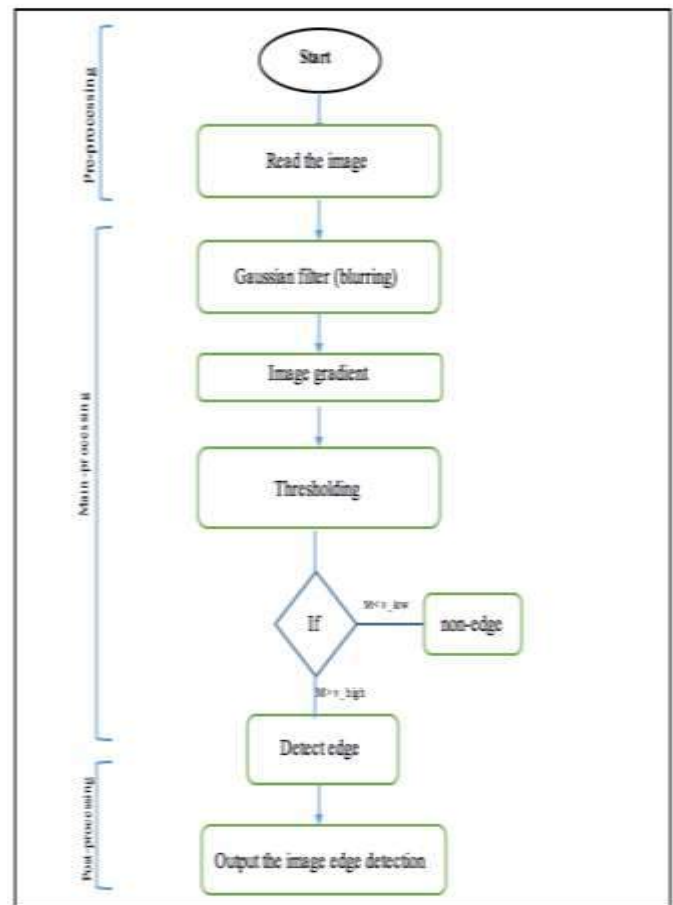 Pre-processing
Start
Read the image
Main -processing
Gaussian filter (blurring)
Image gradient
Thresholding
If
non-edge
Detect edge
Post-processing
Output the image edge detection